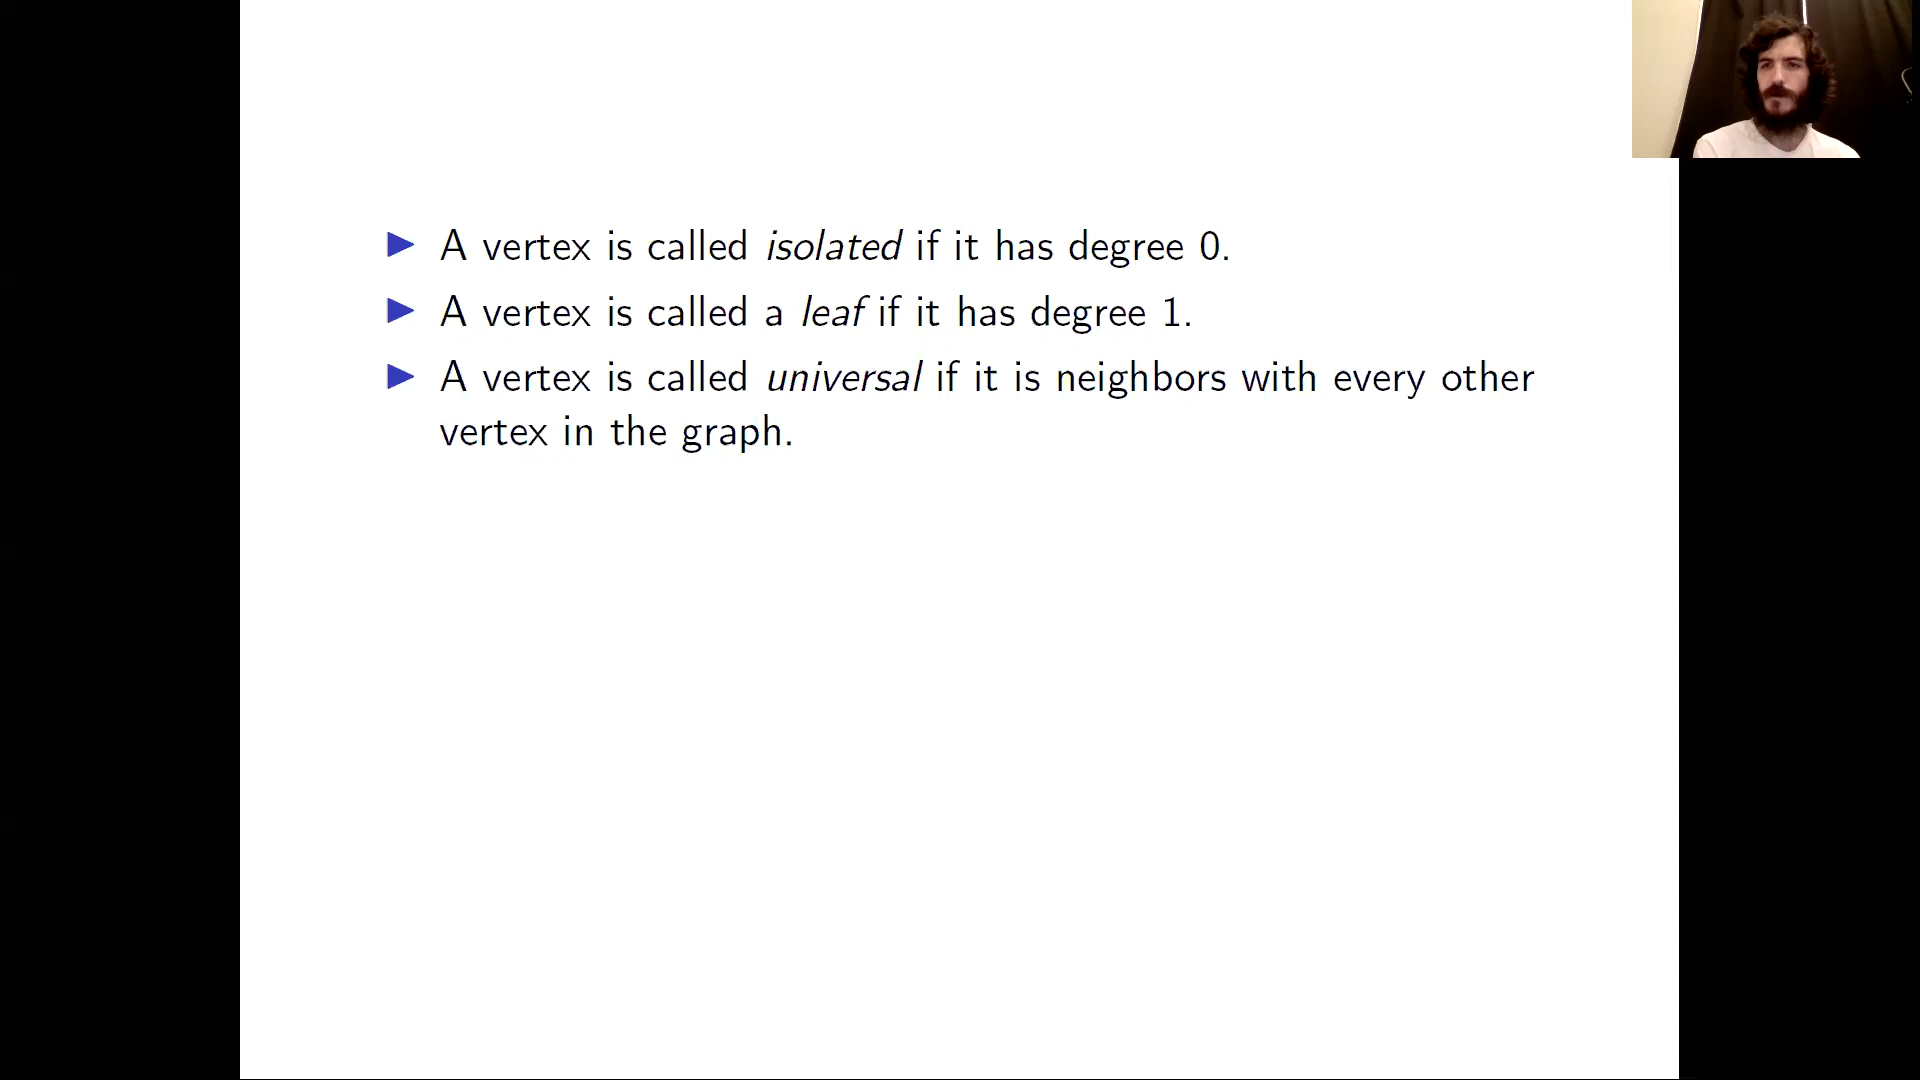 A vertex is called isolated if it has degree 0.
A vertex is called a leaf if it has degree 1.
A vertex is called universal if it is neighbors with every other
vertex in the graph.